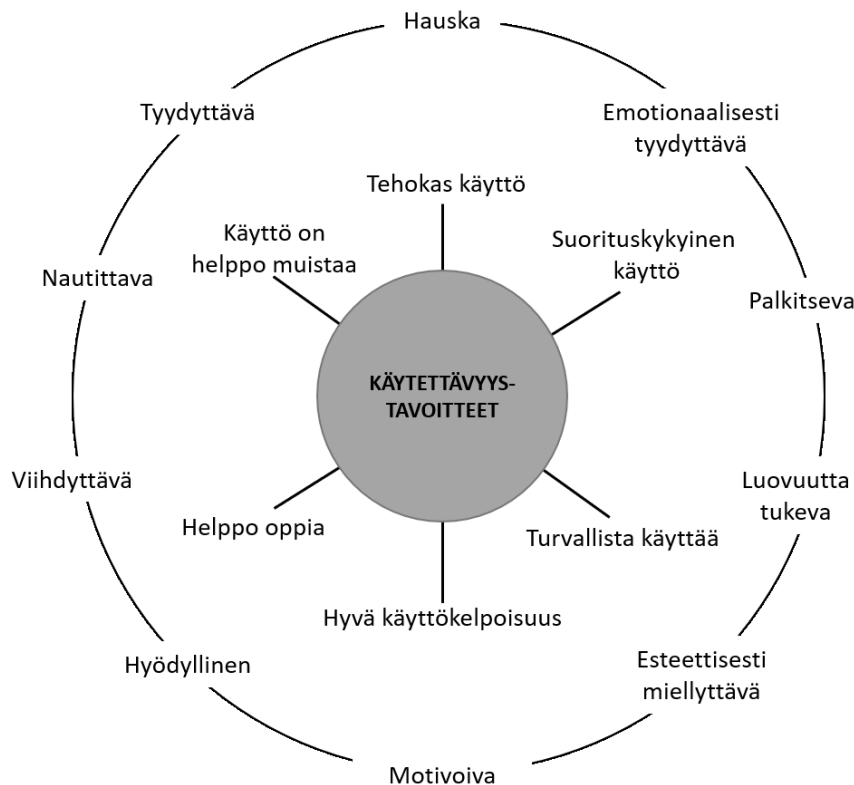 Hauska
Tyydyttävä
Emotionaalisesti
tyydyttävä
Tehokas käyttö
Käyttö on
helppo muistaa
Suorituskykyinen
käyttö
Nautittava
Palkitseva
KÄYTETTÄVYYS-
TAVOITTEET
Viihdyttävä
Luovuutta
tukeva
Helppo oppia
Turvallista käyttää
Hyvä käyttökelpoisuus
Hyödyllinen
Esteettisesti
miellyttävä
Motivoiva